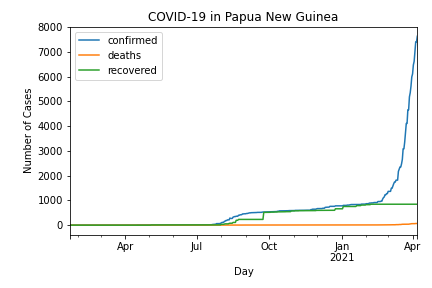 COVID-19 in Papua New Guinea
8000
7000
6000
5000
4000
3000
2000
1000
0
Number of Cases
confirmed
deaths
recovered
Apr
Jul
Oct
Jan
2021
Apr
Day